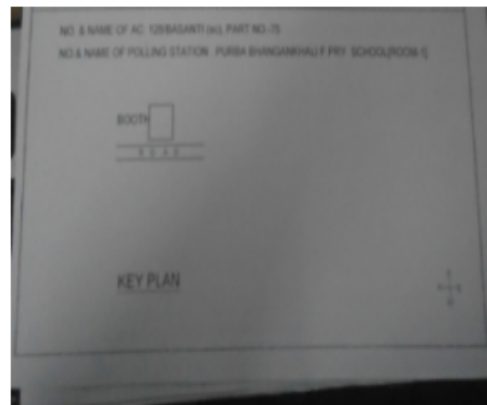 NO. & NAME OF AC. 128/BASANTI (sc), PART NO.-75
NO.& NAME OF POLLING STATION PURBA BHANGANKHALI F. PRY SCHOOL[ROOM-1]
BOOTH
R O A D
KEY PLAN